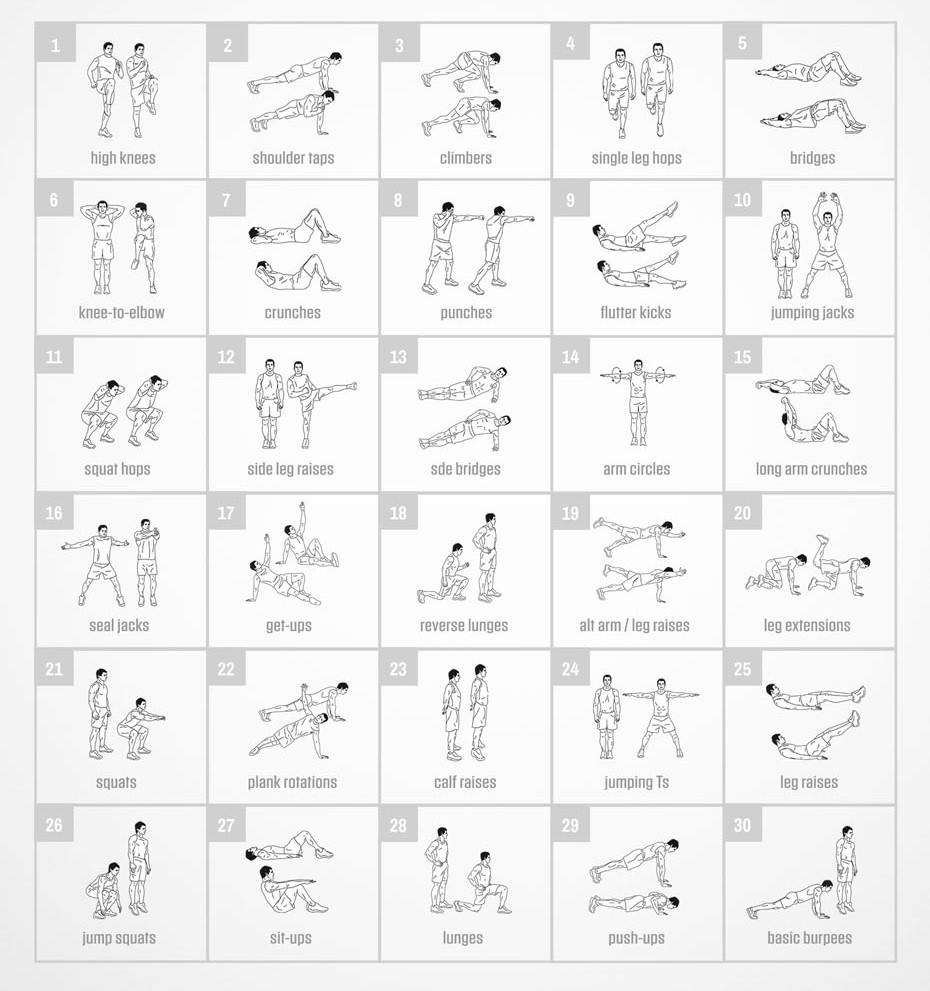 1
high knees
2
shoulder taps
3
climbers
4
single leg hops
5
bridges
6
knee-to-elbow
7
crunches
8
punches
9
flutter kicks
10
jumping jacks
11
squat hops
12
side leg raises
13
sde bridges
14
arm circles
15
long arm crunches
16
seal jacks
17
get-ups
18
reverse lunges
19
alt arm / leg raises
20
leg extensions
21
squats
22
plank rotations
23
calf raises
24
jumping Ts
25
leg raises
26
jump squats
27
sit-ups
28
lunges
29
push-ups
30
basic burpees